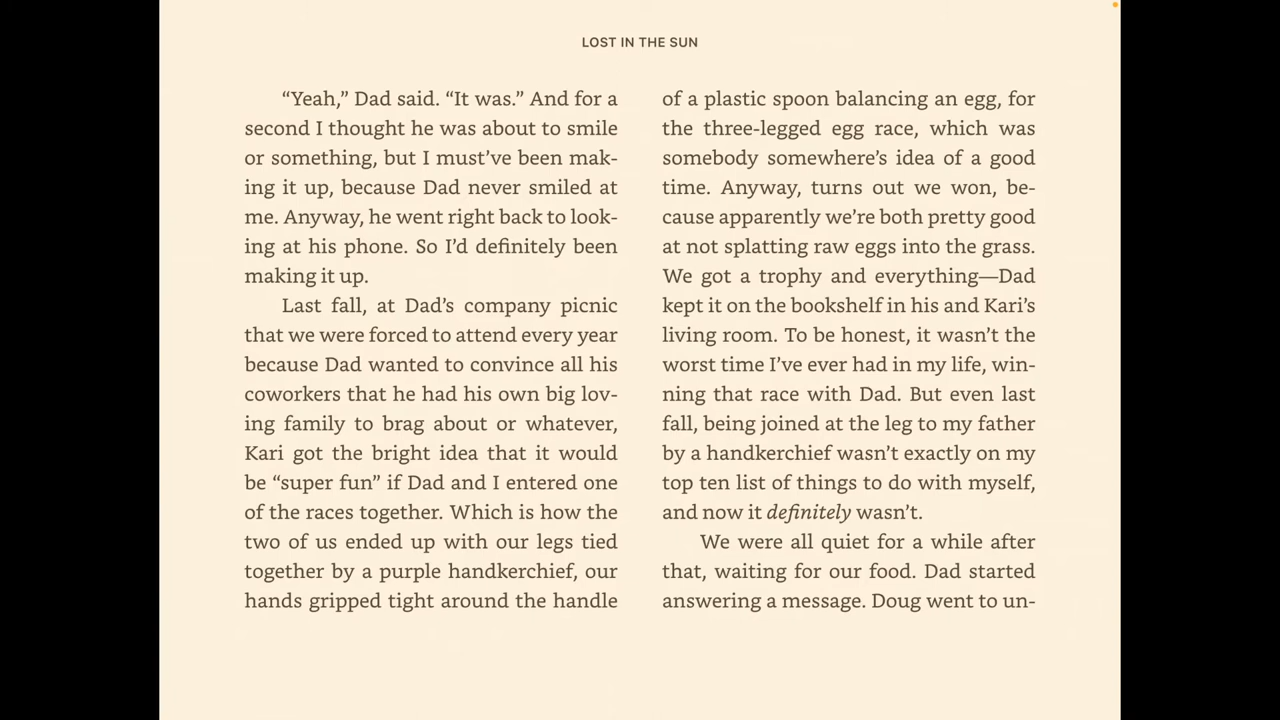 LOST IN THE SUN
“Yeah,” Dad said. “It was.” And for a
second I thought he was about to smile
or something, but I must’ve been mak-
ing it up, because Dad never smiled at
me. Anyway, he went right back to look-
ing at his phone. So I’d definitely been
making it up.
Last fall, at Dad’s company picnic
that we were forced to attend every year
because Dad wanted to convince all his
coworkers that he had his own big lov-
ing family to brag about or whatever,
Kari got the bright idea that it would
be “super fun” if Dad and I entered one
of the races together. Which is how the
two of us ended up with our legs tied
together by a purple handkerchief, our
hands gripped tight around the handle
of a plastic spoon balancing an egg, for
the three-legged egg race, which was
somebody somewhere’s idea of a good
time. Anyway, turns out we won, be-
cause apparently we’re both pretty good
at not splatting raw eggs into the grass.
We got a trophy and everything—Dad
kept it on the bookshelf in his and Kari’s
living room. To be honest, it wasn’t the
worst time I’ve ever had in my life, win-
ning that race with Dad. But even last
fall, being joined at the leg to my father
by a handkerchief wasn’t exactly on my
top ten list of things to do with myself,
and now it definitely wasn’t.
We were all quiet for a while after
that, waiting for our food. Dad started
answering a message. Doug went to un-